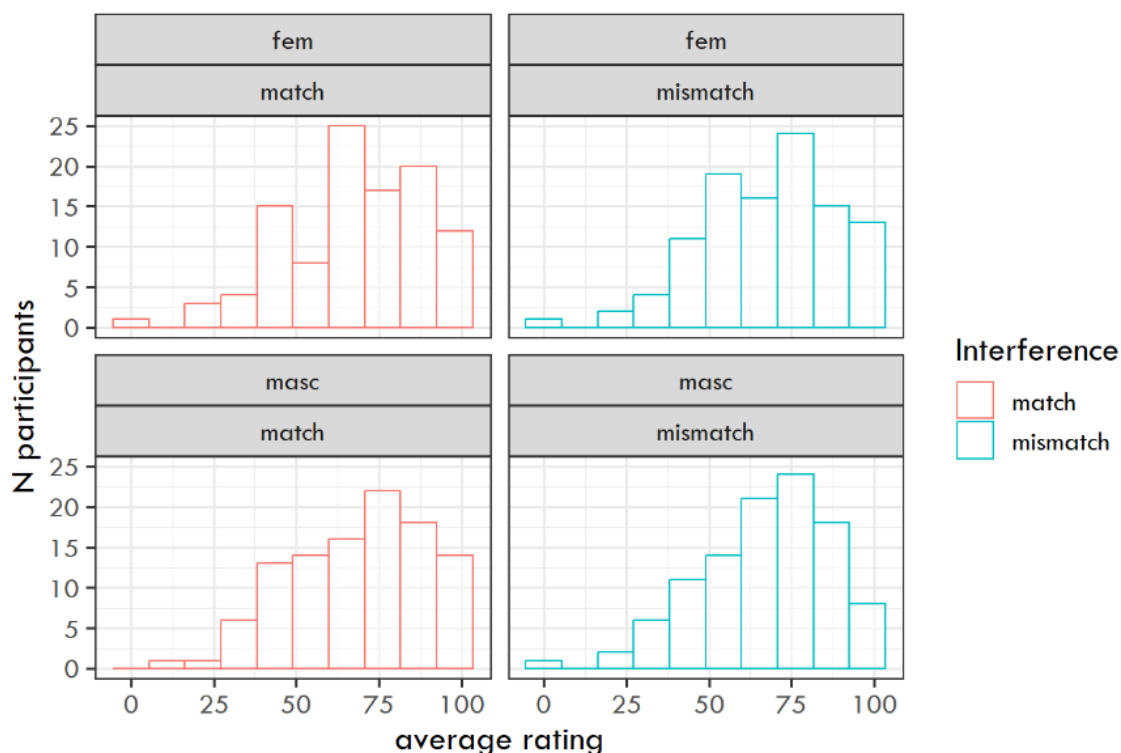 fem
match
fem
mismatch
25
20
15
10
5
0
masc
match
masc
mismatch
25
20
15
10
5
0
0 25 50 75 100
0 25 50 75 100
N participants
average rating
Interference
match
mismatch